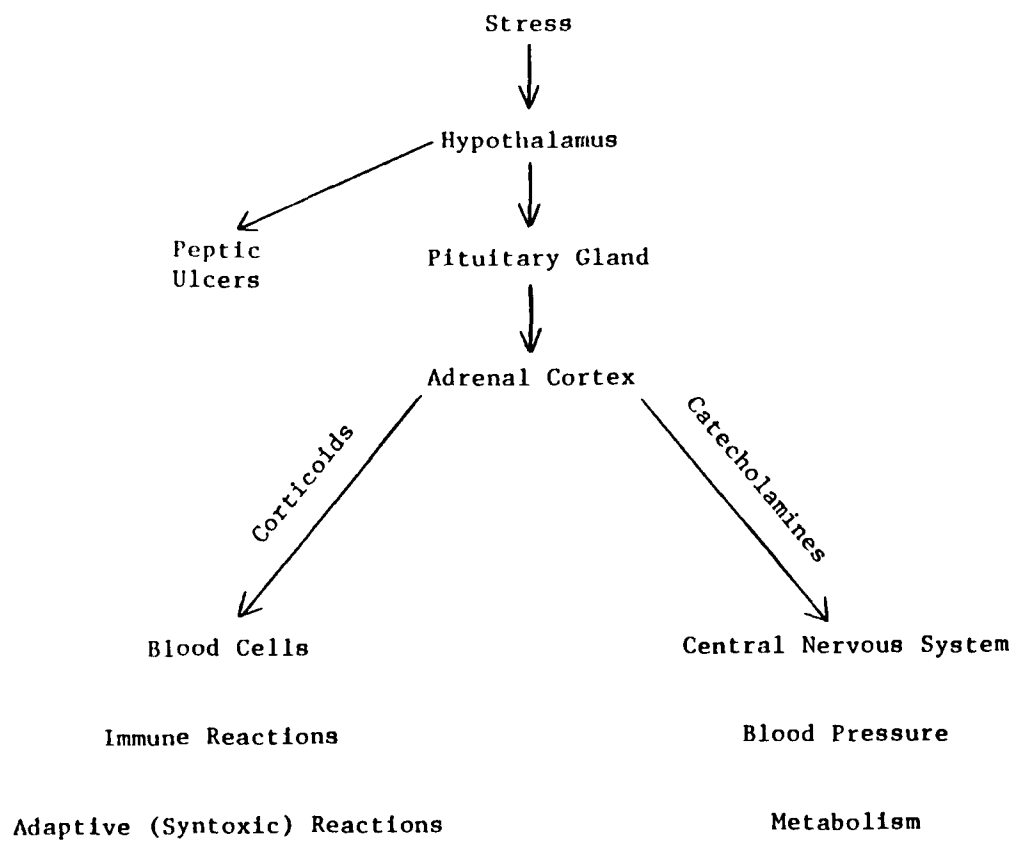 Stress
Hypothalamus
Peptic
Ulcers
Pituitary Gland
Adrenal Cortex
Corticoids
Catecholamines
Blood Cells
Central Nervous System
Immune Reactions
Blood Pressure
Adaptive (Syntoxic) Reactions
Metabolism